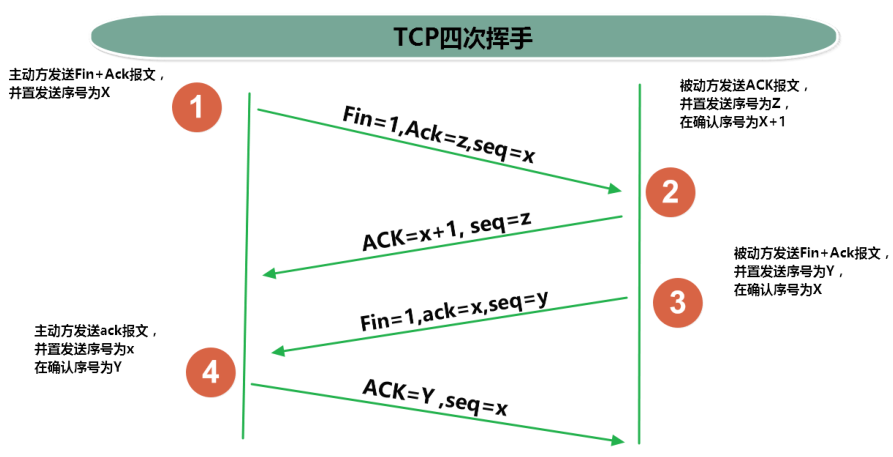 TCP四次挥手
主动方发送Fin+Ack报文，
并置发送序号为X
1
Fin=1,Ack=z,seq=x
被动方发送ACK报文，
并置发送序号为Z，
在确认序号为X+1
2
ACK=x+1, seq=z
被动方发送Fin+Ack报文，
并置发送序号为Y，
在确认序号为X
3
Fin=1,ack=x,seq=y
主动方发送ack报文，
并置发送序号为x
在确认序号为Y
4
ACK=Y ,seq=x